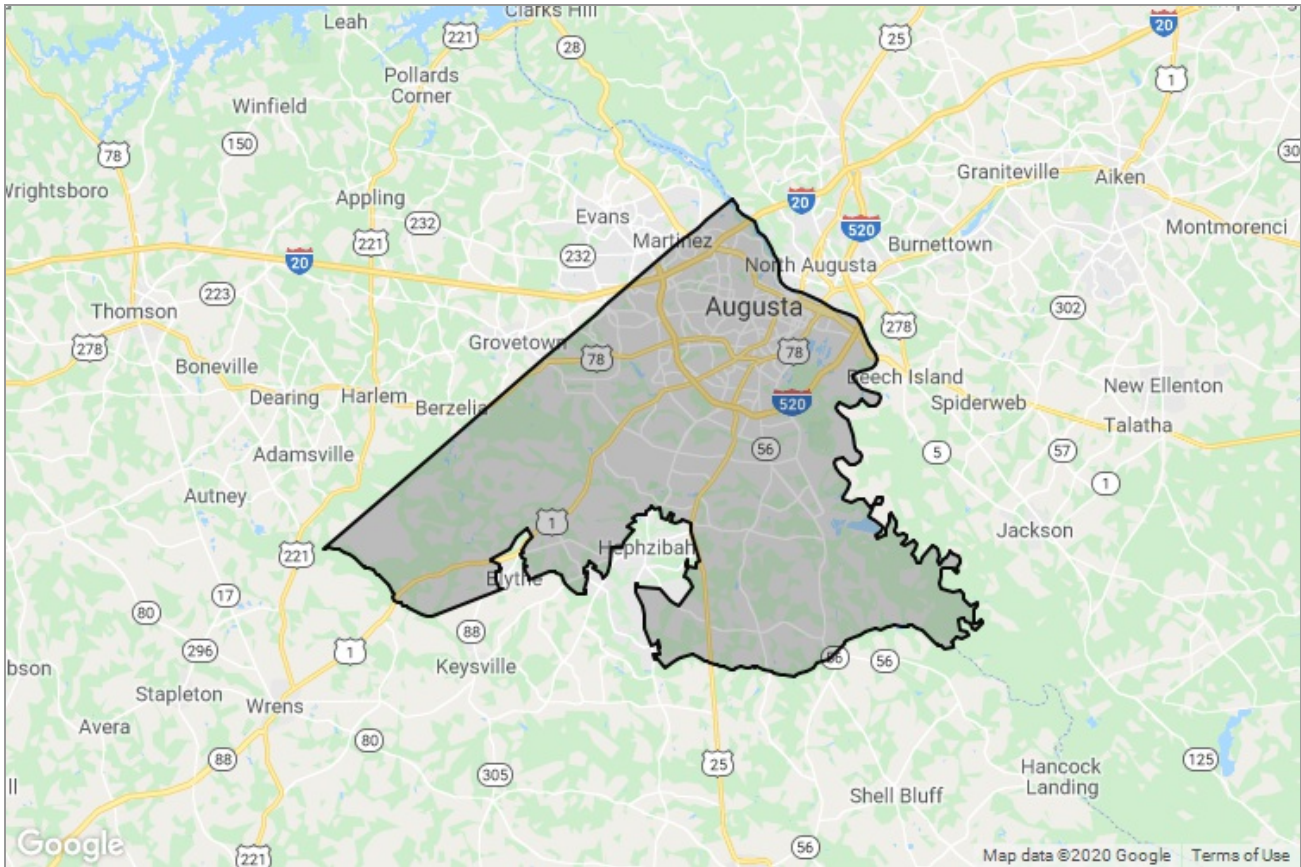 Clarks Hill
Leah
221
25
20
28
1
Pollards
Corner
Winfield
150
78
Graniteville
Aiken
Wrightsboro
Appling
232
20
Evans
520
Montmorenci
221
Martinez
Burnettown
20
232
North Augusta
223
Thomson
Augusta
302
278
278
Grovetown
78
78
Boneville
Beech Island
New Ellenton
Dearing
Harlem
Berzelia
520
Spiderweb
Talatha
56
5
57
Adamsville
1
Autney
1
Jackson
221
Hephzibah
Blythe
17
80
88
1
296
56
56
Keysville
Stapleton
Wrens
Avera
80
88
25
125
305
Hancock
Landing
Shell Bluff
Google
221
56
Map data ©2020 Google
Terms of Use